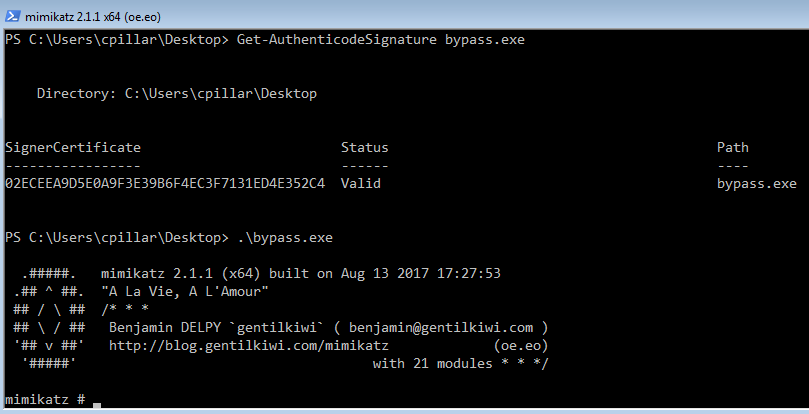 mimikatz 2.1.1 x64 (oe.eo)
PS C:\Users\cpillar\Desktop> Get-AuthenticodeSignature bypass.exe
Directory: C:\Users\cpillar\Desktop
SignerCertificate Status Path
----------------- ------ ----
02ECEEA9D5E0A9F3E39B6F4EC3F7131ED4E352C4 Valid bypass.exe
PS C:\Users\cpillar\Desktop> .\bypass.exe
.#####. mimikatz 2.1.1 (x64) built on Aug 13 2017 17:27:53
.## ^ ##. "A La Vie, A L'Amour"
## / \ ## /* * *
## \ / ## Benjamin DELPY `gentilkiwi` ( benjamin@gentilkiwi.com )
'## v ##' http://blog.gentilkiwi.com/mimikatz (oe.eo)
'#####' with 21 modules * * */
mimikatz # _